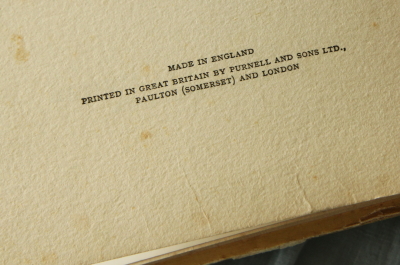 MADE IN ENGLAND
PRINTED IN GREAT BRITAIN BY PURNELL AND SONS LTD.,
PAULTON (SOMERSET) AND LONDON